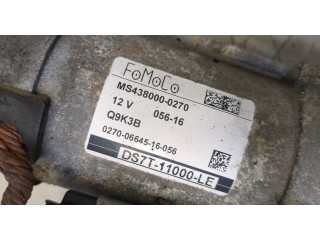 FoMoCo
MS438000-0270
12 V 056-16
Q9K3B
0270-06645-16-056
DS7T-11000-LE